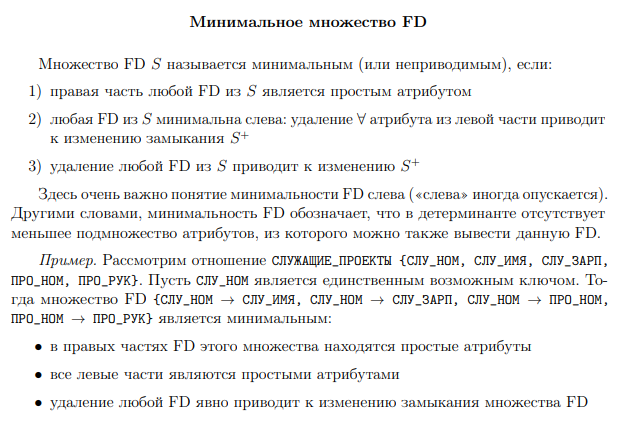 Минимальное множество FD
Множество FD S называется минимальным (или неприводимым), если:
1) правая часть любой FD из S является простым атрибутом
2) любая FD из S минимальна слева: удаление ∀ атрибута из левой части приводит
к изменению замыкания S⁺
3) удаление любой FD из S приводит к изменению S⁺
Здесь очень важно понятие минимальности FD слева («слева» иногда опускается).
Другими словами, минимальность FD обозначает, что в детерминанте отсутствует
меньшее подмножество атрибутов, из которого можно также вывести данную FD.
Пример. Рассмотрим отношение СЛУЖАЩИЕ_ПРОЕКТЫ {СЛУ_НОМ, СЛУ_ИМЯ, СЛУ_ЗАРП,
ПРО_НОМ, ПРО_РУК}. Пусть СЛУ_НОМ является единственным возможным ключом. То-
гда множество FD {СЛУ_НОМ → СЛУ_ИМЯ, СЛУ_НОМ → СЛУ_ЗАРП, СЛУ_НОМ → ПРО_НОМ,
ПРО_НОМ → ПРО_РУК} является минимальным:
• в правых частях FD этого множества находятся простые атрибуты
• все левые части являются простыми атрибутами
• удаление любой FD явно приводит к изменению замыкания множества FD